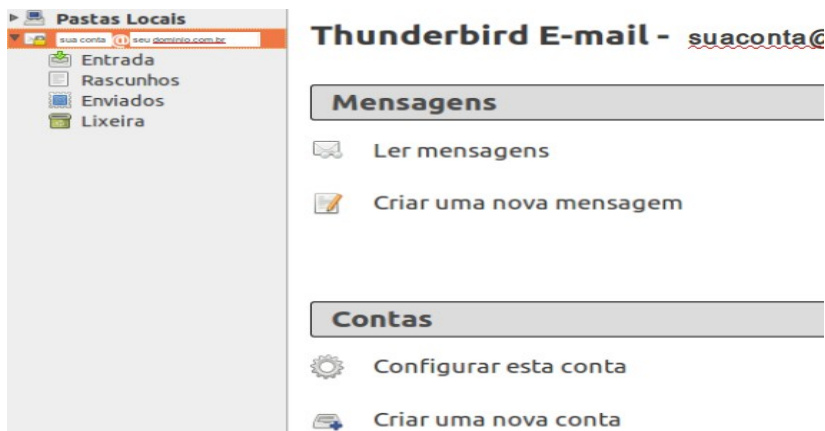 Pastas Locais
sua conta @ seu dominio.com.br
Entrada
Rascunhos
Enviados
Lixeira
Thunderbird E-mail - suaconta@
Mensagens
Ler mensagens
Criar uma nova mensagem
Contas
Configurar esta conta
Criar uma nova conta